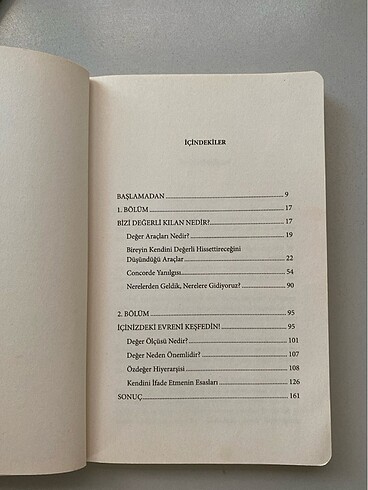 İÇİNDEKİLER
BAŞLAMADAN 9
1. BÖLÜM 17
BİZİ DEĞERLİ KILAN NEDİR? 17
Değer Araçları Nedir? 19
Bireyin Kendini Değerli Hissettireceğini
Düşündüğü Araçlar 22
Concorde Yanılgısı 54
Nerelerden Geldik, Nerelere Gidiyoruz? 90
2. BÖLÜM 95
İÇİNİZDEKİ EVRENİ KEŞFEDİN! 95
Değer Ölçüsü Nedir? 101
Değer Neden Önemlidir? 107
Özdeğer Hiyerarşisi 108
Kendini İfade Etmenin Esasları 126
SONUÇ 161